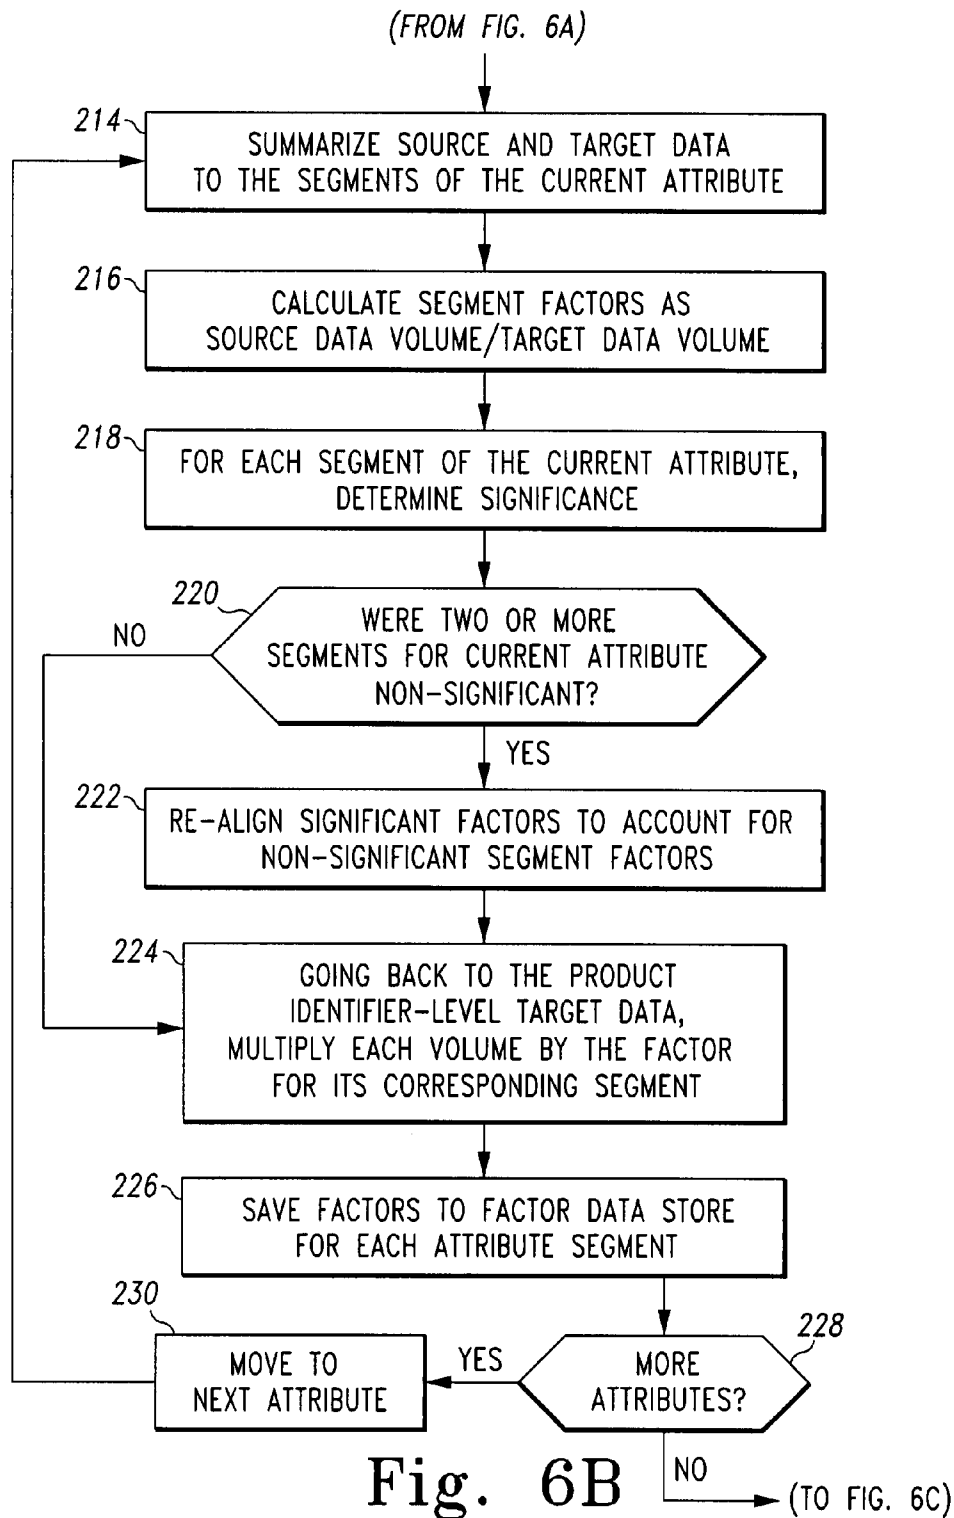 (FROM FIG. 6A)
214
SUMMARIZE SOURCE AND TARGET DATA
TO THE SEGMENTS OF THE CURRENT ATTRIBUTE
216
CALCULATE SEGMENT FACTORS AS
SOURCE DATA VOLUME/TARGET DATA VOLUME
218
FOR EACH SEGMENT OF THE CURRENT ATTRIBUTE,
DETERMINE SIGNIFICANCE
220
WERE TWO OR MORE
SEGMENTS FOR CURRENT ATTRIBUTE
NON-SIGNIFICANT?
NO
YES
222
RE-ALIGN SIGNIFICANT FACTORS TO ACCOUNT FOR
NON-SIGNIFICANT SEGMENT FACTORS
224
GOING BACK TO THE PRODUCT
IDENTIFIER-LEVEL TARGET DATA,
MULTIPLY EACH VOLUME BY THE FACTOR
FOR ITS CORRESPONDING SEGMENT
226
SAVE FACTORS TO FACTOR DATA STORE
FOR EACH ATTRIBUTE SEGMENT
230
MOVE TO
NEXT ATTRIBUTE
YES
228
MORE
ATTRIBUTES?
NO
(TO FIG. 6C)
Fig. 6B